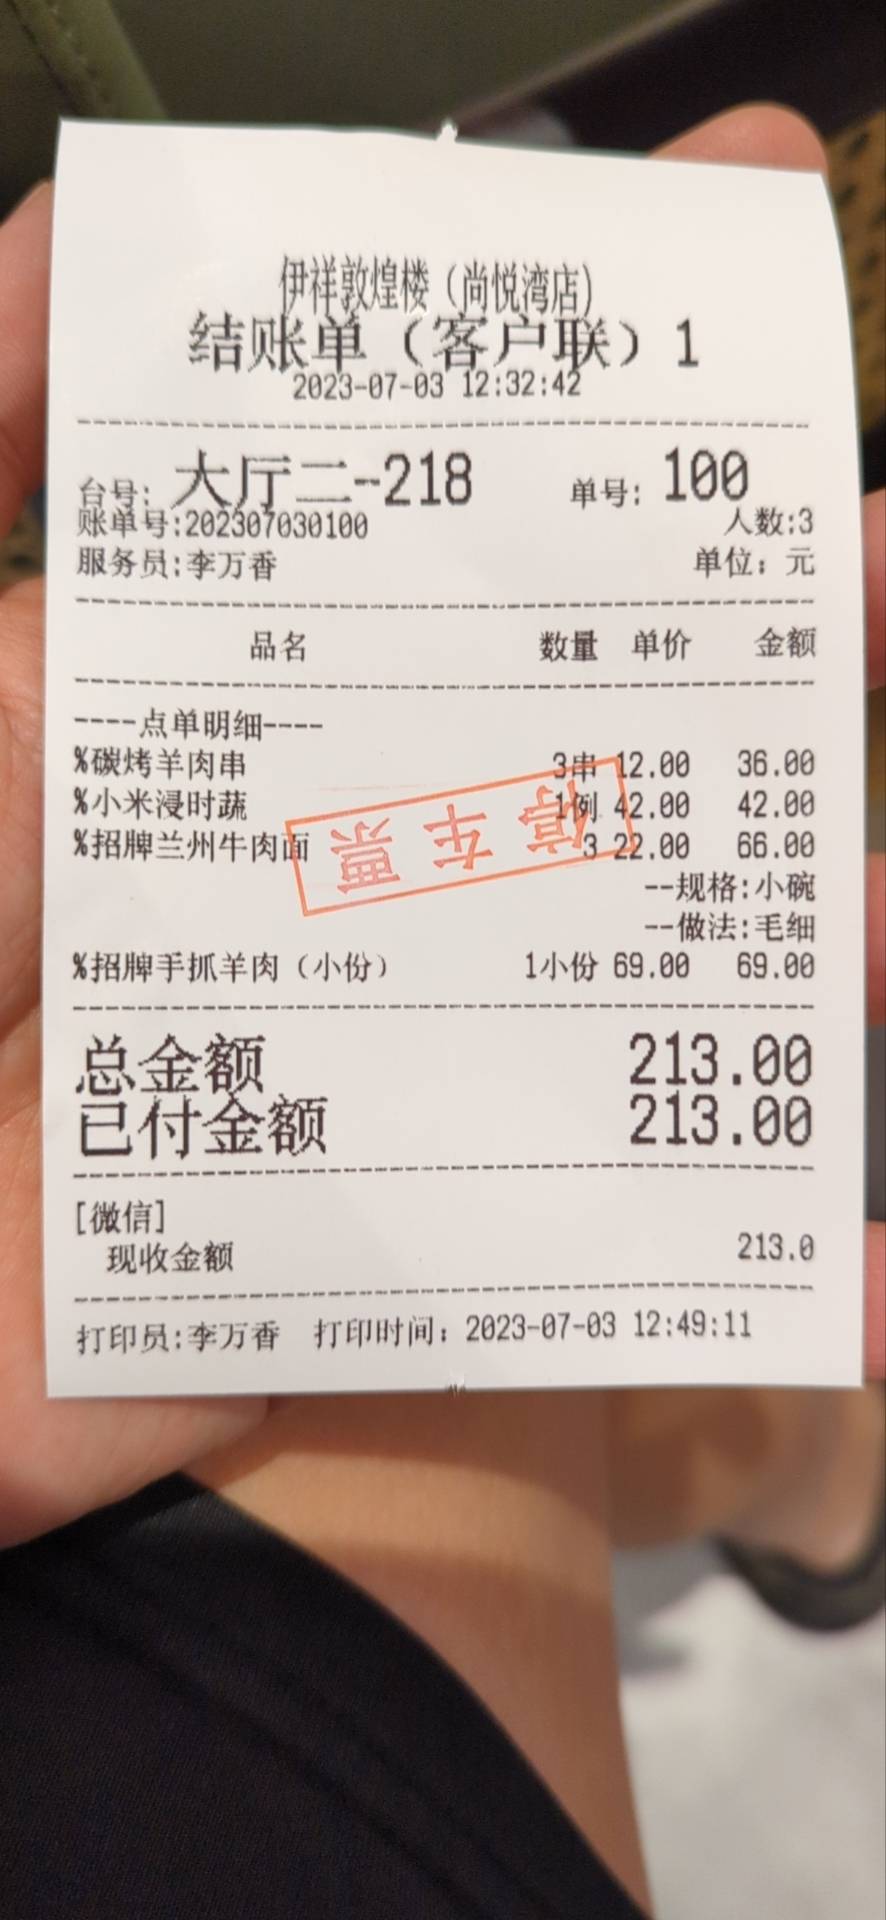 伊祥敦煌楼（尚悦湾店）
结账单（客户联）1
2023-07-03 12:32:42
台号: 大厅二-218 单号: 100
账单号:202307030100 人数:3
服务员:李万香 单位：元
品名 数量 单价 金额
----点单明细----
%碳烤羊肉串 3串 12.00 36.00
%小米浸时蔬 1例 42.00 42.00
%招牌兰州牛肉面 3 22.00 66.00
停车票
--规格:小碗
--做法:毛细
%招牌手抓羊肉（小份） 1小份 69.00 69.00
总金额 213.00
已付金额 213.00
[微信]
现收金额 213.0
打印员:李万香 打印时间：2023-07-03 12:49:11